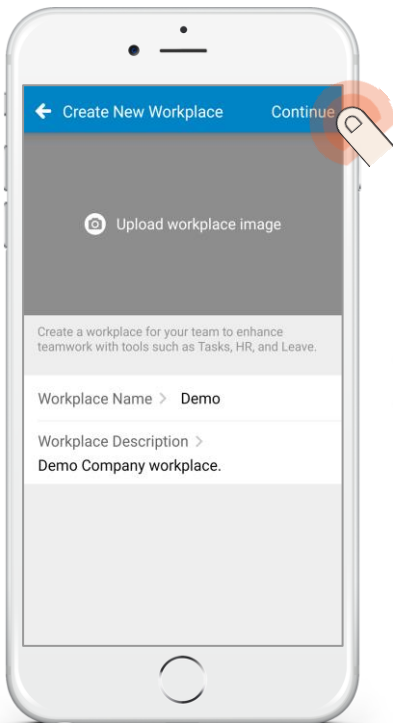 Create New Workplace Continue
Upload workplace image
Create a workplace for your team to enhance
teamwork with tools such as Tasks, HR, and Leave.
Workplace Name > Demo
Workplace Description >
Demo Company workplace.